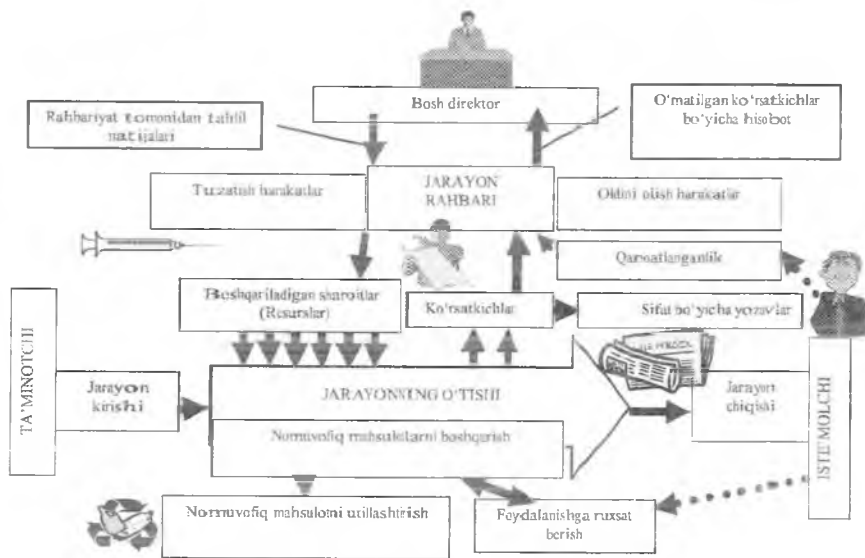 Bosh direktor
Rahbariyat tomonidan tahlil
natijalari
O‘rnatilgan ko‘rsatkichlar
bo‘yicha hisobot
Tuzatish harakatlar
JARAYON
RAHBARI
Oldini olish harakatlar
Qanoatlanganlik
Boshqariladigan sharoitlar
(Resurslar)
Ko‘rsatkichlar
Sifat bo‘yicha yozuvlar
TA’MINOTCHI
Jarayon
kirishi
JARAYONNING O‘TISHI
Jarayon
chiqishi
ISTE’MOLCHI
Nomuvofiq mahsulotlarni boshqarish
Nomuvofiq mahsulotni utillashtirish
Foydalanishga ruxsat
berish